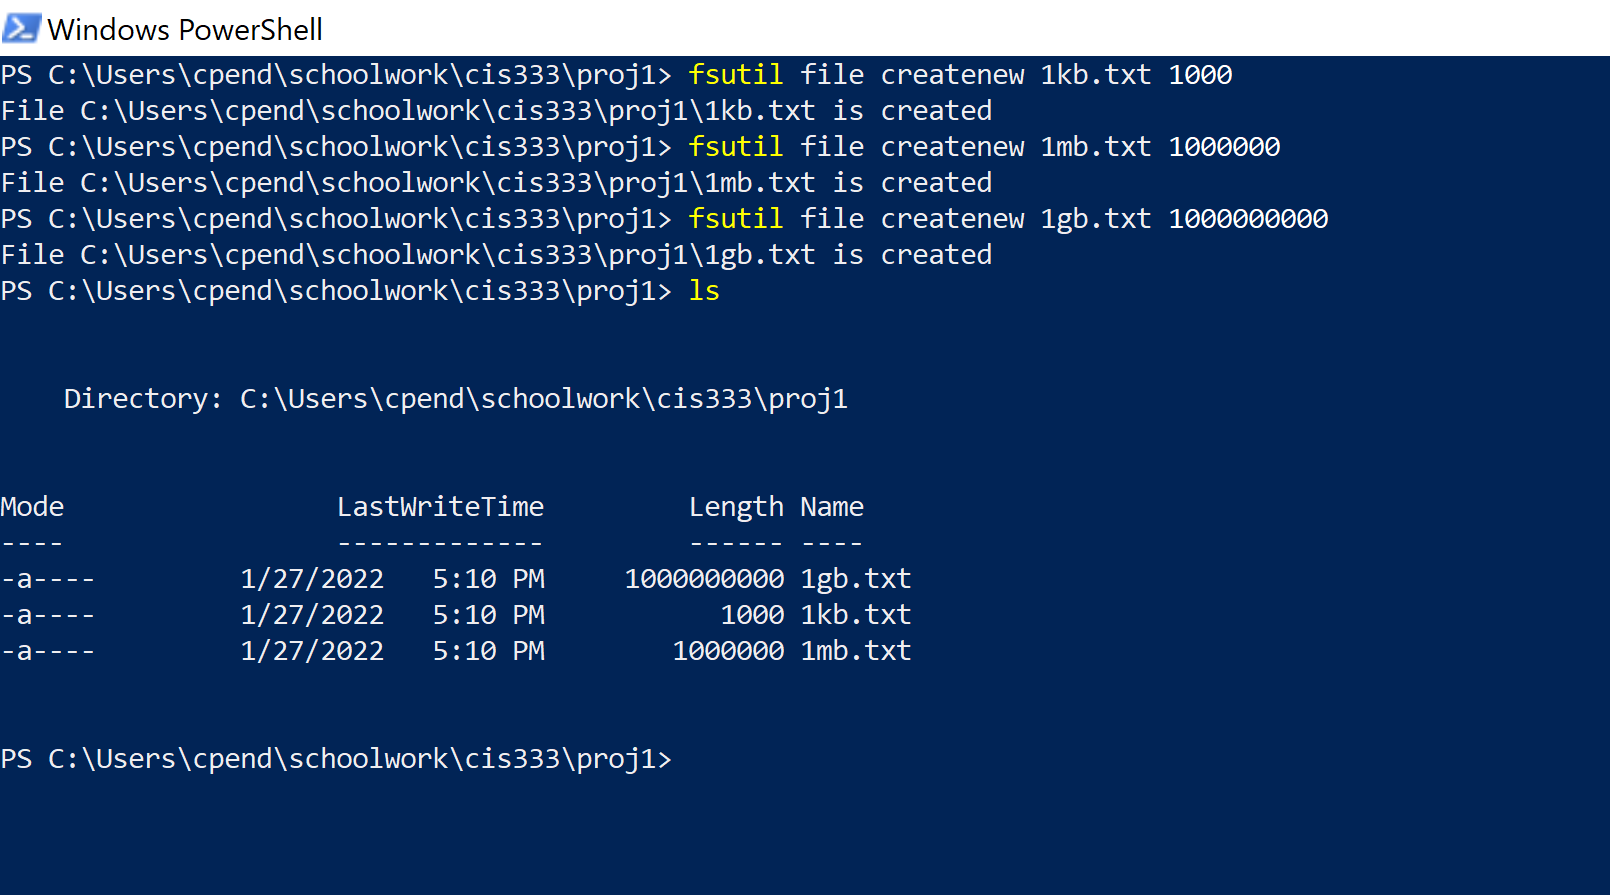 Windows PowerShell
PS C:\Users\cpend\schoolwork\cis333\proj1> fsutil file createnew 1kb.txt 1000
File C:\Users\cpend\schoolwork\cis333\proj1\1kb.txt is created
PS C:\Users\cpend\schoolwork\cis333\proj1> fsutil file createnew 1mb.txt 1000000
File C:\Users\cpend\schoolwork\cis333\proj1\1mb.txt is created
PS C:\Users\cpend\schoolwork\cis333\proj1> fsutil file createnew 1gb.txt 1000000000
File C:\Users\cpend\schoolwork\cis333\proj1\1gb.txt is created
PS C:\Users\cpend\schoolwork\cis333\proj1> ls
    Directory: C:\Users\cpend\schoolwork\cis333\proj1
Mode                 LastWriteTime         Length Name
----                 -------------         ------ ----
-a----         1/27/2022   5:10 PM     1000000000 1gb.txt
-a----         1/27/2022   5:10 PM           1000 1kb.txt
-a----         1/27/2022   5:10 PM        1000000 1mb.txt
PS C:\Users\cpend\schoolwork\cis333\proj1>